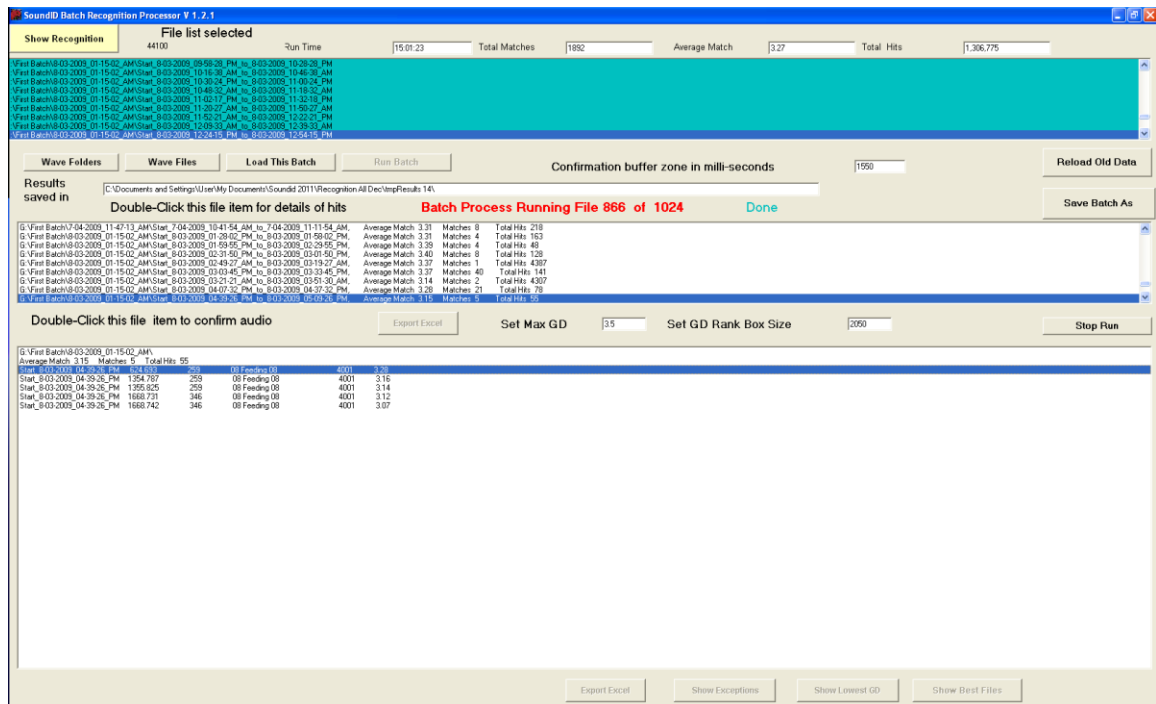 SoundID Batch Recognition Processor V 1.2.1
Show Recognition
File list selected
44100 Run Time 15:01:23 Total Matches 1892 Average Match 3.27 Total Hits 1,306,775
:\First Batch\8-03-2009_01-15-02_AM\Start_8-03-2009_09-58-28_PM_to_8-03-2009_10-28-28_PM
:\First Batch\8-03-2009_01-15-02_AM\Start_8-03-2009_10-16-38_AM_to_8-03-2009_10-46-38_AM
:\First Batch\8-03-2009_01-15-02_AM\Start_8-03-2009_10-30-24_PM_to_8-03-2009_11-00-24_PM
:\First Batch\8-03-2009_01-15-02_AM\Start_8-03-2009_10-48-32_AM_to_8-03-2009_11-18-32_AM
:\First Batch\8-03-2009_01-15-02_AM\Start_8-03-2009_11-02-17_PM_to_8-03-2009_11-32-18_PM
:\First Batch\8-03-2009_01-15-02_AM\Start_8-03-2009_11-20-27_AM_to_8-03-2009_11-50-27_AM
:\First Batch\8-03-2009_01-15-02_AM\Start_8-03-2009_11-52-21_AM_to_8-03-2009_12-22-21_PM
:\First Batch\8-03-2009_01-15-02_AM\Start_8-03-2009_12-09-33_AM_to_8-03-2009_12-39-33_AM
:\First Batch\8-03-2009_01-15-02_AM\Start_8-03-2009_12-24-15_PM_to_8-03-2009_12-54-15_PM
Wave Folders Wave Files Load This Batch Run Batch Confirmation buffer zone in milli-seconds 1550 Reload Old Data
Results saved in C:\Documents and Settings\User\My Documents\Soundid 2011\Recognition All Dec\tmpResults 14\
Double-Click this file item for details of hits Batch Process Running File 866 of 1024 Done Save Batch As
G:\First Batch\7-04-2009_11-47-13_AM\Start_7-04-2009_10-41-54_AM_to_7-04-2009_11-11-54_AM, Average Match 3.31 Matches 8 Total Hits 218
G:\First Batch\8-03-2009_01-15-02_AM\Start_8-03-2009_01-28-02_PM_to_8-03-2009_01-58-02_PM, Average Match 3.31 Matches 4 Total Hits 163
G:\First Batch\8-03-2009_01-15-02_AM\Start_8-03-2009_01-59-55_PM_to_8-03-2009_02-29-55_PM, Average Match 3.39 Matches 4 Total Hits 48
G:\First Batch\8-03-2009_01-15-02_AM\Start_8-03-2009_02-31-50_PM_to_8-03-2009_03-01-50_PM, Average Match 3.40 Matches 8 Total Hits 128
G:\First Batch\8-03-2009_01-15-02_AM\Start_8-03-2009_02-49-27_AM_to_8-03-2009_03-19-27_AM, Average Match 3.37 Matches 1 Total Hits 4387
G:\First Batch\8-03-2009_01-15-02_AM\Start_8-03-2009_03-03-45_PM_to_8-03-2009_03-33-45_PM, Average Match 3.37 Matches 40 Total Hits 141
G:\First Batch\8-03-2009_01-15-02_AM\Start_8-03-2009_03-21-21_AM_to_8-03-2009_03-51-30_AM, Average Match 3.14 Matches 2 Total Hits 4307
G:\First Batch\8-03-2009_01-15-02_AM\Start_8-03-2009_04-07-32_PM_to_8-03-2009_04-37-32_PM, Average Match 3.28 Matches 21 Total Hits 78
G:\First Batch\8-03-2009_01-15-02_AM\Start_8-03-2009_04-39-26_PM_to_8-03-2009_05-09-26_PM, Average Match 3.15 Matches 5 Total Hits 55
Double-Click this file item to confirm audio Export Excel Set Max GD 3.5 Set GD Rank Box Size 2050 Stop Run
G:\First Batch\8-03-2009_01-15-02_AM\
Average Match 3.15 Matches 5 Total Hits 55
Start_8-03-2009_04-39-26_PM 624.693 259 08 Feeding 08 4001 3.28
Start_8-03-2009_04-39-26_PM 1354.787 259 08 Feeding 08 4001 3.16
Start_8-03-2009_04-39-26_PM 1355.825 259 08 Feeding 08 4001 3.14
Start_8-03-2009_04-39-26_PM 1668.731 346 08 Feeding 08 4001 3.12
Start_8-03-2009_04-39-26_PM 1668.742 346 08 Feeding 08 4001 3.07
Export Excel Show Exceptions Show Lowest GD Show Best Files